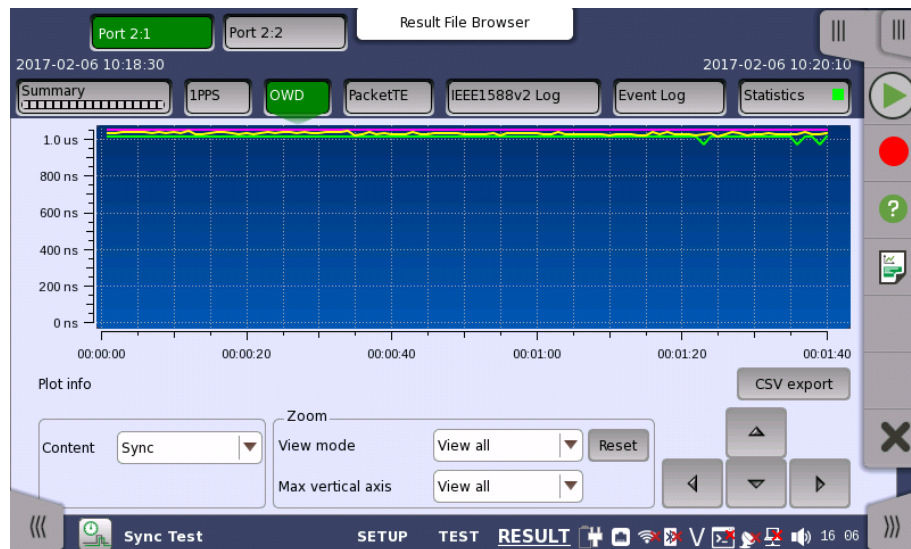 Result File Browser
Port 2:1 Port 2:2
2017-02-06 10:18:30 2017-02-06 10:20:10
Summary 1PPS OWD PacketTE IEEE1588v2 Log Event Log Statistics
1.0 us
800 ns
600 ns
400 ns
200 ns
0 ns
00:00:00 00:00:20 00:00:40 00:01:00 00:01:20 00:01:40
Plot info CSV export
Zoom
Content Sync View mode View all Reset
Max vertical axis View all
Sync Test SETUP TEST RESULT V 16 06